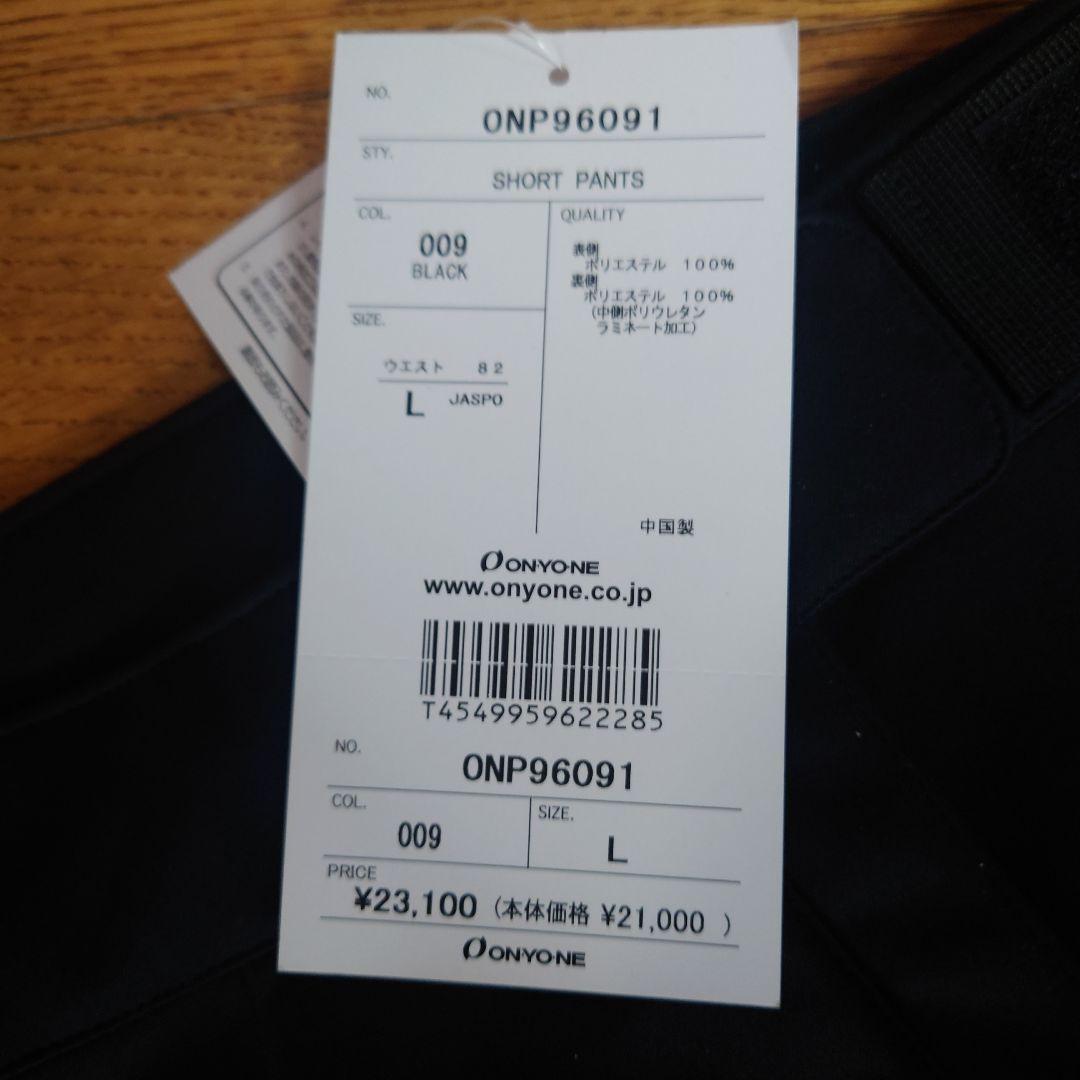 NO.
ONP96091
STY.
SHORT PANTS
COL.
009
BLACK
QUALITY
表側
ポリエステル 100%
裏側
ポリエステル 100%
(中側ポリウレタン
ラミネート加工)
SIZE.
ウエスト 82
L JASPO
中国製
ONYONE
www.onyone.co.jp
T4549959622285
NO.
ONP96091
COL.
009
SIZE.
L
PRICE
¥23,100 (本体価格 ¥21,000 )
ONYONE